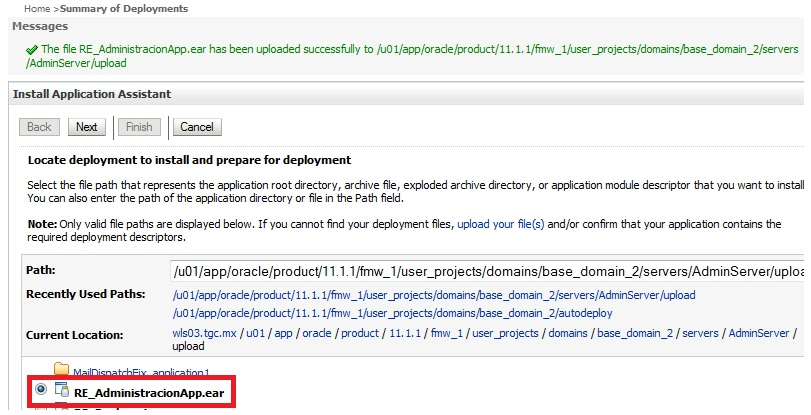 Home >Summary of Deployments
Messages
The file RE_AdministracionApp.ear has been uploaded successfully to /u01/app/oracle/product/11.1.1/fmw_1/user_projects/domains/base_domain_2/servers
/AdminServer/upload
Install Application Assistant
Back Next Finish Cancel
Locate deployment to install and prepare for deployment
Select the file path that represents the application root directory, archive file, exploded archive directory, or application module descriptor that you want to install
You can also enter the path of the application directory or file in the Path field.
Note: Only valid file paths are displayed below. If you cannot find your deployment files, upload your file(s) and/or confirm that your application contains the
required deployment descriptors.
Path: /u01/app/oracle/product/11.1.1/fmw_1/user_projects/domains/base_domain_2/servers/AdminServer/uploa
Recently Used Paths: /u01/app/oracle/product/11.1.1/fmw_1/user_projects/domains/base_domain_2/servers/AdminServer/upload
/u01/app/oracle/product/11.1.1/fmw_1/user_projects/domains/base_domain_2/autodeploy
Current Location: wls03.tgc.mx / u01 / app / oracle / product / 11.1.1 / fmw_1 / user_projects / domains / base_domain_2 / servers / AdminServer /
upload
MailDispatchFix_application1
RE_AdministracionApp.ear